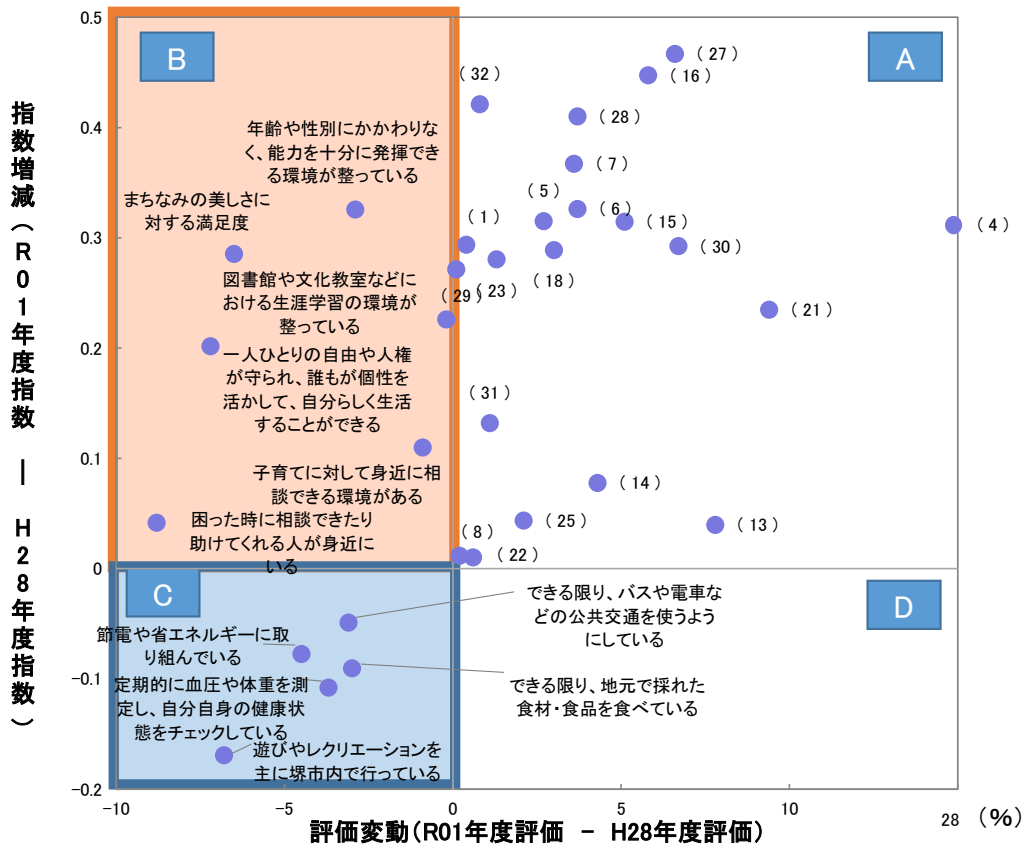 0.5
0.4
0.3
0.2
0.1
0
-0.1
-0.2
指数増減(R01年度指数 ― H28年度指数)
B
A
(27)
(16)
(32)
(28)
(7)
(5)
(6)
(15)
(1)
(4)
(30)
(18)
(23)
(29)
(21)
(31)
(14)
(13)
(25)
(8)
(22)
年齢や性別にかかわりな
く、能力を十分に発揮でき
る環境が整っている
まちなみの美しさに
対する満足度
図書館や文化教室などに
おける生涯学習の環境が
整っている
一人ひとりの自由や人権
が守られ、誰もが個性を
活かして、自分らしく生活
することができる
子育てに対して身近に相
談できる環境がある
困った時に相談できたり
助けてくれる人が身近に
いる
C
D
できる限り、バスや電車な
どの公共交通を使うよう
にしている
節電や省エネルギーに取
り組んでいる
できる限り、地元で採れた
食材・食品を食べている
定期的に血圧や体重を測
定し、自分自身の健康状
態をチェックしている
遊びやレクリエーションを
主に堺市内で行っている
-10
-5
0
5
10
28
(%)
評価変動(R01年度評価 － H28年度評価)